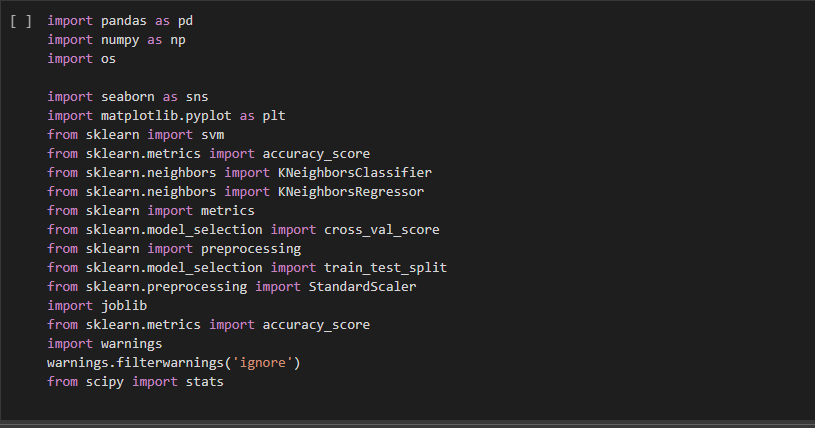 [ ] import pandas as pd
import numpy as np
import os

import seaborn as sns
import matplotlib.pyplot as plt
from sklearn import svm
from sklearn.metrics import accuracy_score
from sklearn.neighbors import KNeighborsClassifier
from sklearn.neighbors import KNeighborsRegressor
from sklearn import metrics
from sklearn.model_selection import cross_val_score
from sklearn import preprocessing
from sklearn.model_selection import train_test_split
from sklearn.preprocessing import StandardScaler
import joblib
from sklearn.metrics import accuracy_score
import warnings
warnings.filterwarnings('ignore')
from scipy import stats